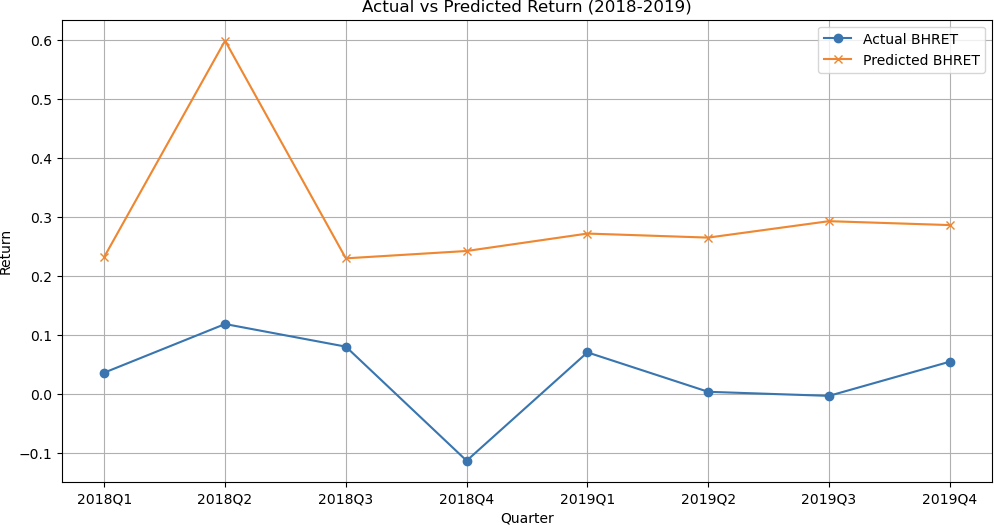 Actual vs Predicted Return (2018-2019)
Actual BHRET
Predicted BHRET
Return
0.6
0.5
0.4
0.3
0.2
0.1
0.0
−0.1
2018Q1 2018Q2 2018Q3 2018Q4 2019Q1 2019Q2 2019Q3 2019Q4
Quarter